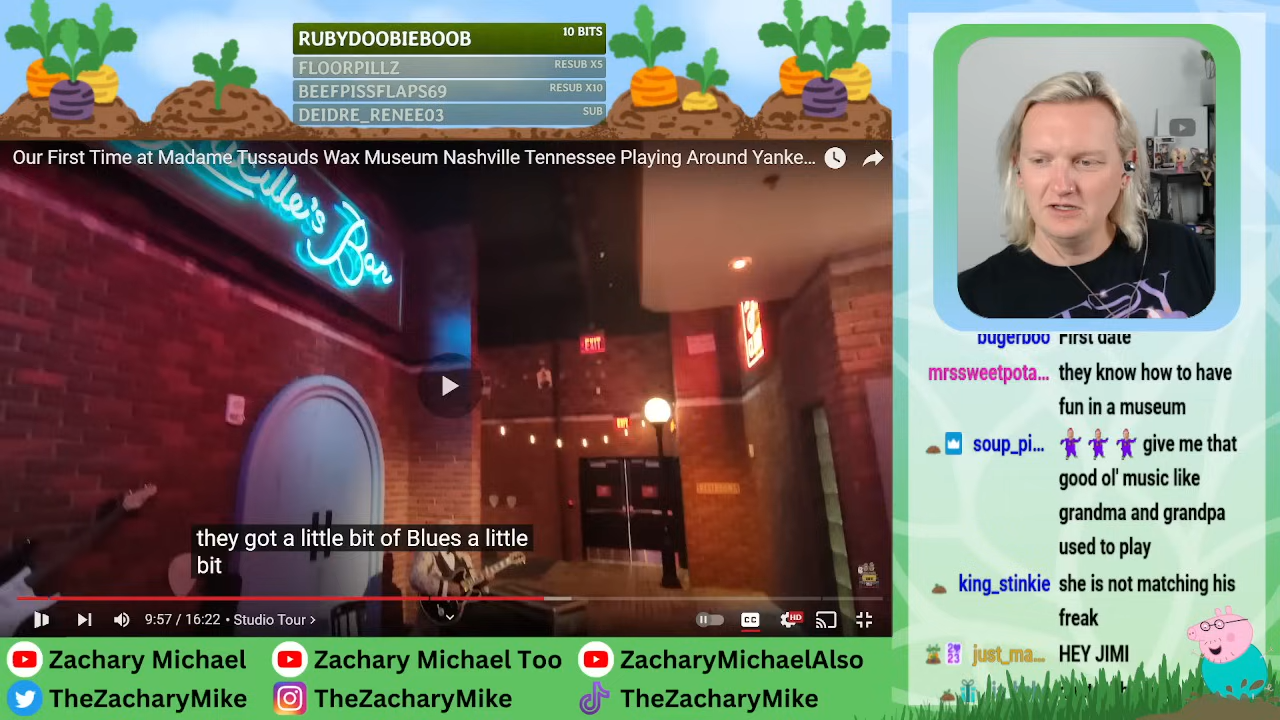 RUBYDOOBIEBOOB 10 BITS
FLOORPILLZ RESUB X5
BEEFPISSFLAPS69 RESUB X10
DEIDRE_RENEE03 SUB
Our First Time at Madame Tussauds Wax Museum Nashville Tennessee Playing Around Yanke...
Bar
EXIT
they got a little bit of Blues a little
bit
9:57 / 16:22 • Studio Tour ›
CC
HD
bugerboo First date
mrssweetpota... they know how to have
fun in a museum
soup_pi... give me that
good ol' music like
grandma and grandpa
used to play
king_stinkie she is not matching his
freak
just_ma... HEY JIMI
Zachary Michael
Zachary Michael Too
ZacharyMichaelAlso
TheZacharyMike
TheZacharyMike
TheZacharyMike